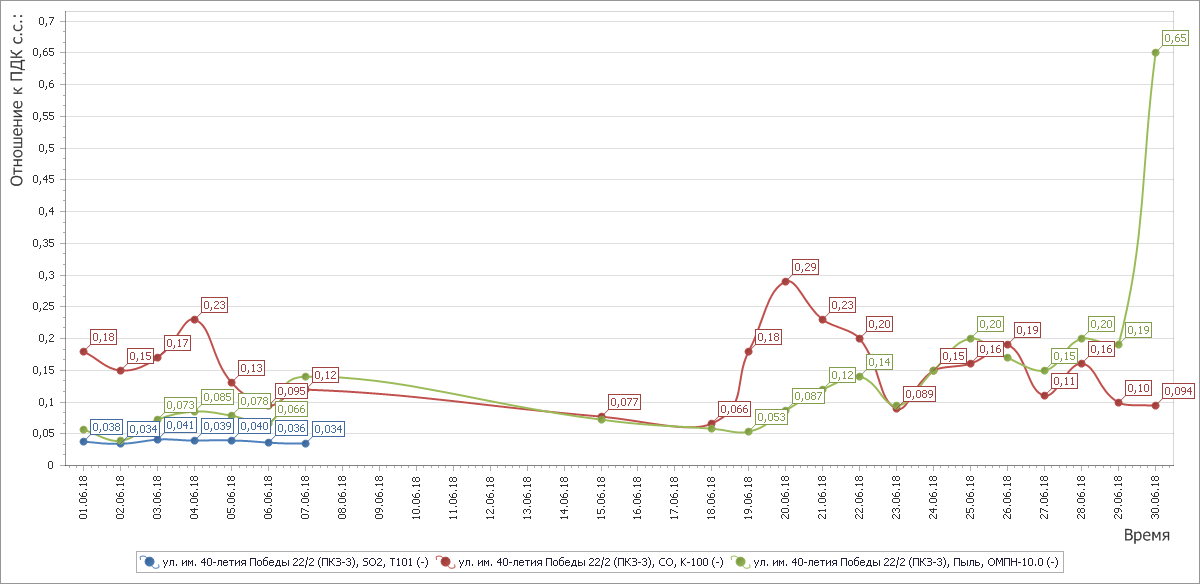 Отношение к ПДК с.с.:
0,7
0,65
0,6
0,55
0,5
0,45
0,4
0,35
0,3
0,25
0,2
0,15
0,1
0,05
0
0,65
0,29
0,23 0,23
0,18 0,17 0,18 0,20 0,20 0,19 0,20 0,19
0,15 0,13 0,12 0,14 0,15 0,16 0,15 0,16
0,095 0,12 0,11 0,10 0,094
0,073 0,085 0,078 0,066 0,077 0,066 0,053 0,087 0,089
0,038 0,034 0,041 0,039 0,040 0,036 0,034
01.06.18 02.06.18 03.06.18 04.06.18 05.06.18 06.06.18 07.06.18 08.06.18 09.06.18 10.06.18 11.06.18 12.06.18 13.06.18 14.06.18 15.06.18 16.06.18 17.06.18 18.06.18 19.06.18 20.06.18 21.06.18 22.06.18 23.06.18 24.06.18 25.06.18 26.06.18 27.06.18 28.06.18 29.06.18 30.06.18
Время
ул. им. 40-летия Победы 22/2 (ПКЗ-3), SO2, T101 (-) ул. им. 40-летия Победы 22/2 (ПКЗ-3), CO, К-100 (-) ул. им. 40-летия Победы 22/2 (ПКЗ-3), Пыль, ОМПН-10.0 (-)